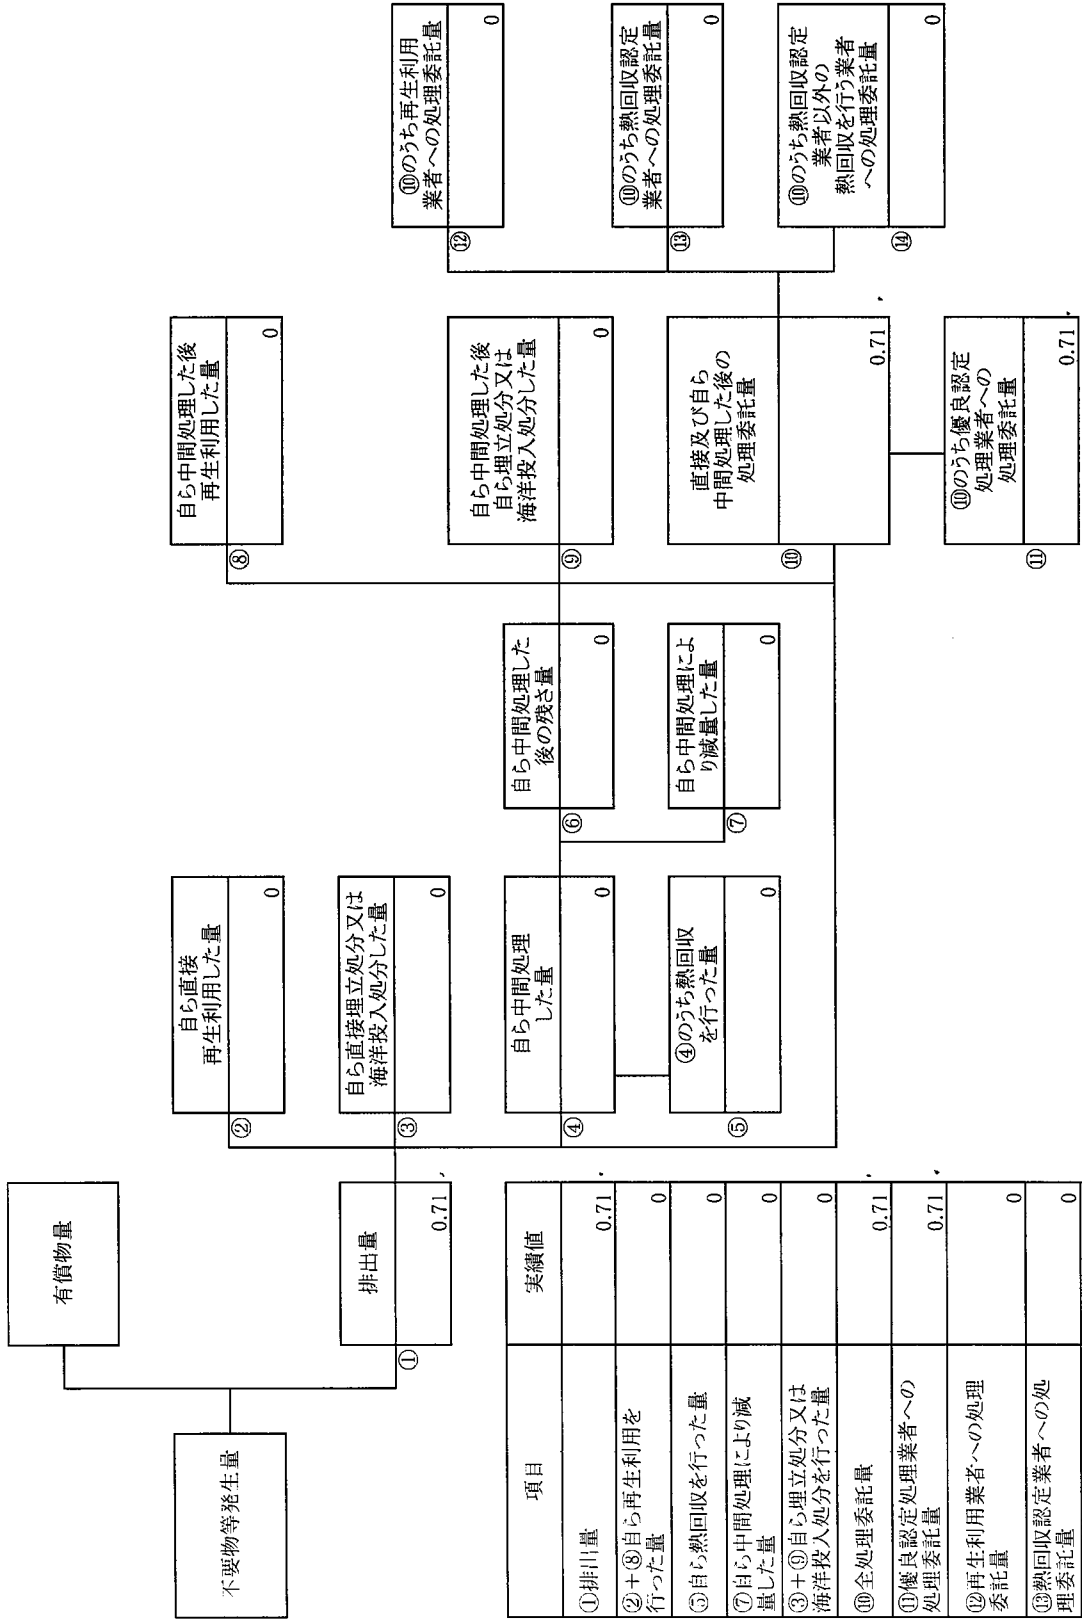 不要物等発生量
有償物量
①
排出量
0.71
②
自ら直接
再生利用した量
0
③
自ら直接埋立処分又は
海洋投入処分した量
0
④
自ら中間処理
した量
0
⑤
④のうち熱回収
を行った量
0
⑥
自ら中間処理した
後の残さ量
0
⑦
自ら中間処理によ
り減量した量
0
⑧
自ら中間処理した後
再生利用した量
0
⑨
自ら中間処理した後
自ら埋立処分又は
海洋投入処分した量
0
⑩
直接及び自ら
中間処理した後の
処理委託量
0.71
⑪
⑩のうち優良認定
処理業者への
処理委託量
0.71
⑫
⑩のうち再生利用
業者への処理委託量
0
⑬
⑩のうち熱回収認定
業者への処理委託量
0
⑭
⑩のうち熱回収認定
業者以外の
熱回収を行う業者
への処理委託量
0
項目 実績値
①排出量 0.71
②+⑧自ら再生利用を
行った量 0
⑤自ら熱回収を行った量 0
⑦自ら中間処理により減
量した量 0
③+⑨自ら埋立処分又は
海洋投入処分を行った量 0
⑩全処理委託量 0.71
⑪優良認定処理業者への
処理委託量 0.71
⑫再生利用業者への処理
委託量 0
⑬熱回収認定業者への処
理委託量 0